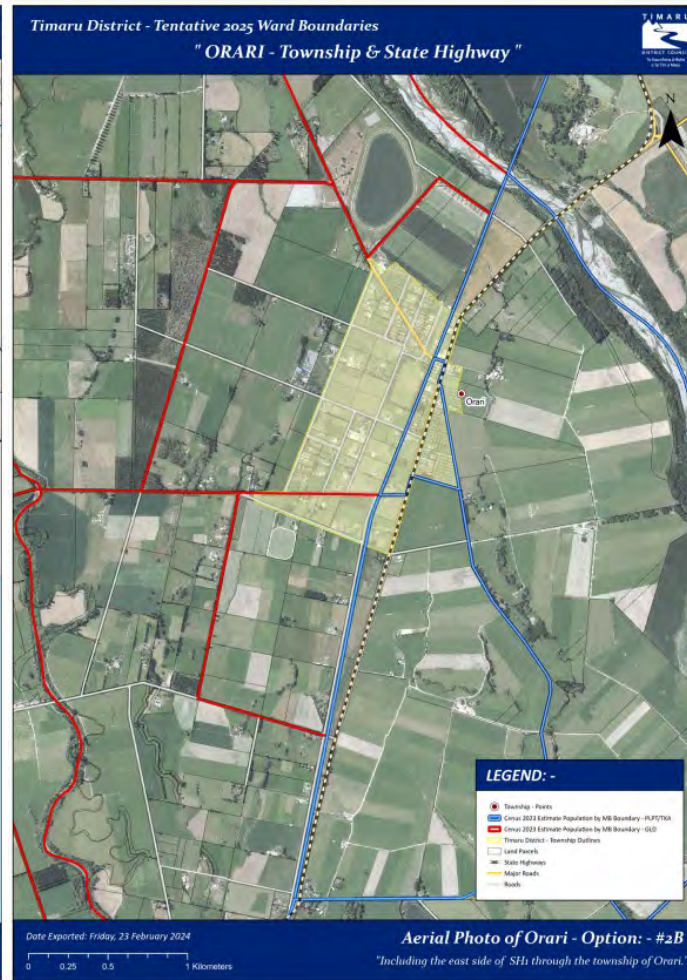 Timaru District - Tentative 2025 Ward Boundaries
" ORARI - Township & State Highway "
TIMARU
DISTRICT COUNCIL
N
Orari
LEGEND: -
Township - Points
Census 2023 Estimate Population by MB Boundary - PLPT/TKA
Census 2023 Estimate Population by MB Boundary - GLD
Timaru District - Township Outlines
Land Parcels
State Highways
Major Roads
Roads
Date Exported: Friday, 23 February 2024
0 0.25 0.5 1 Kilometers
Aerial Photo of Orari - Option: - #2B
"Including the east side of SH1 through the township of Orari."